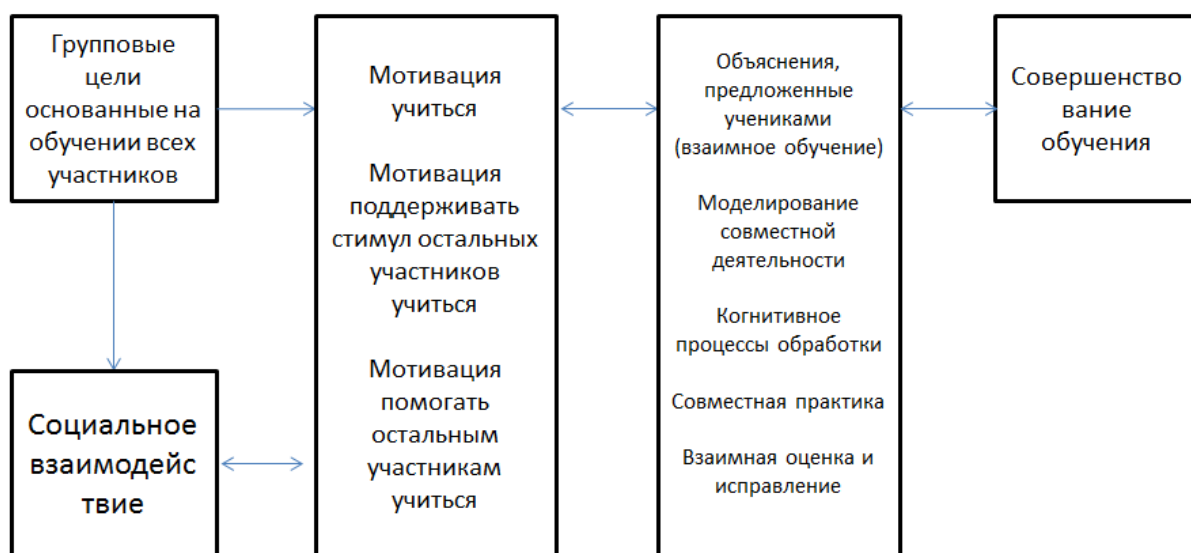 Групповые
цели
основанные на
обучении всех
участников
Социальное
взаимодейс
твие
Мотивация
учиться
Мотивация
поддерживать
стимул остальных
участников
учиться
Мотивация
помогать
остальным
участникам
учиться
Объяснения,
предложенные
учениками
(взаимное обучение)
Моделирование
совместной
деятельности
Когнитивное
процессы обработки
Совместная практика
Взаимная оценка и
исправление
Совершенство
вание
обучения